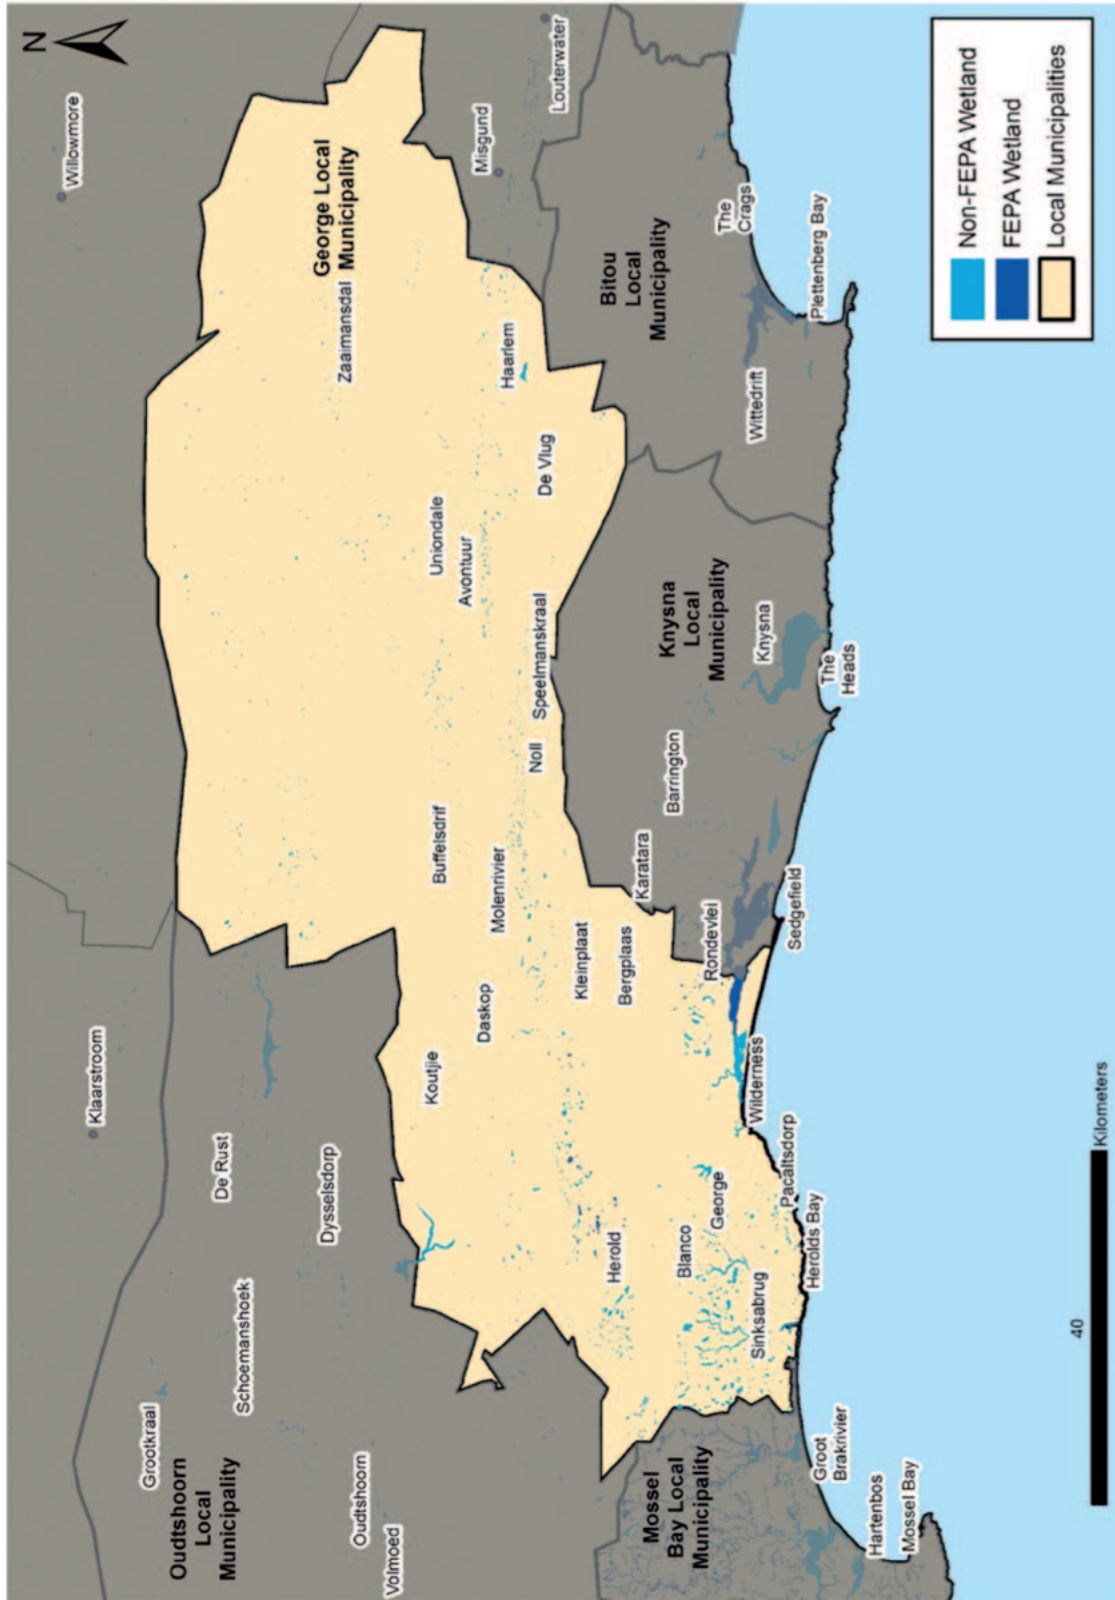 N
Willowmore
Klaarstroom
Louterwater
Misgund
George Local
Municipality
Zaaimansdal
Haarlem
The
Crags
Plettenberg Bay
Bitou
Local
Municipality
Wittedrift
De Vlug
Uniondale
Avontuur
Speelmanskraal
Noll
Knysna
Local
Municipality
Knysna
The
Heads
Barrington
Karatara
Buffelsdrif
Molenrivier
Kleinplaat
Bergplaas
Rondevlei
Sedgefield
Daskop
Koutjie
Wilderness
De Rust
Dysselsdorp
Schoemanshoek
Grootkraal
Oudtshoorn
Local
Municipality
Oudtshoorn
Volmoed
Herold
Blanco
George
Pacaltsdorp
Herolds Bay
Sinksabrug
Mossel
Bay Local
Municipality
Groot
Brakrivier
Hartenbos
Mossel Bay
Non-FEPA Wetland
FEPA Wetland
Local Municipalities
40
Kilometers